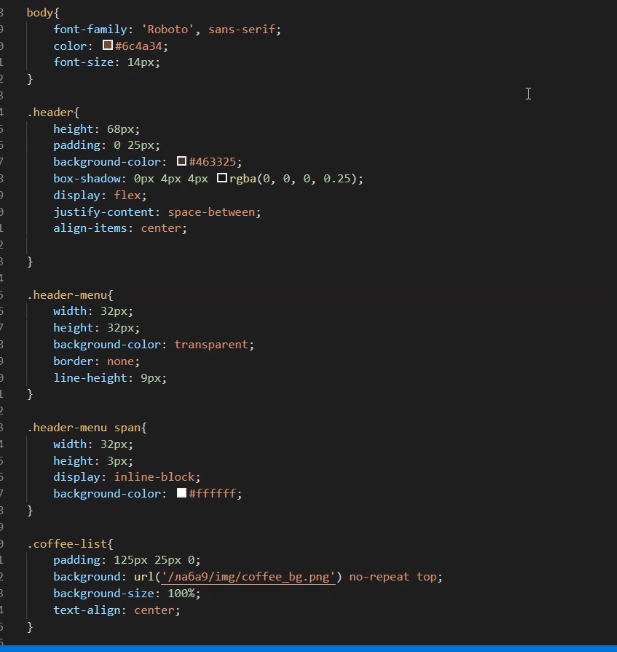 body{
font-family: 'Roboto', sans-serif;
color: #6c4a34;
font-size: 14px;
}
.header{
height: 68px;
padding: 0 25px;
background-color: #463325;
box-shadow: 0px 4px 4px rgba(0, 0, 0, 0.25);
display: flex;
justify-content: space-between;
align-items: center;
}
.header-menu{
width: 32px;
height: 32px;
background-color: transparent;
border: none;
line-height: 9px;
}
.header-menu span{
width: 32px;
height: 3px;
display: inline-block;
background-color: #ffffff;
}
.coffee-list{
padding: 125px 25px 0;
background: url('/лаба9/img/coffee_bg.png') no-repeat top;
background-size: 100%;
text-align: center;
}